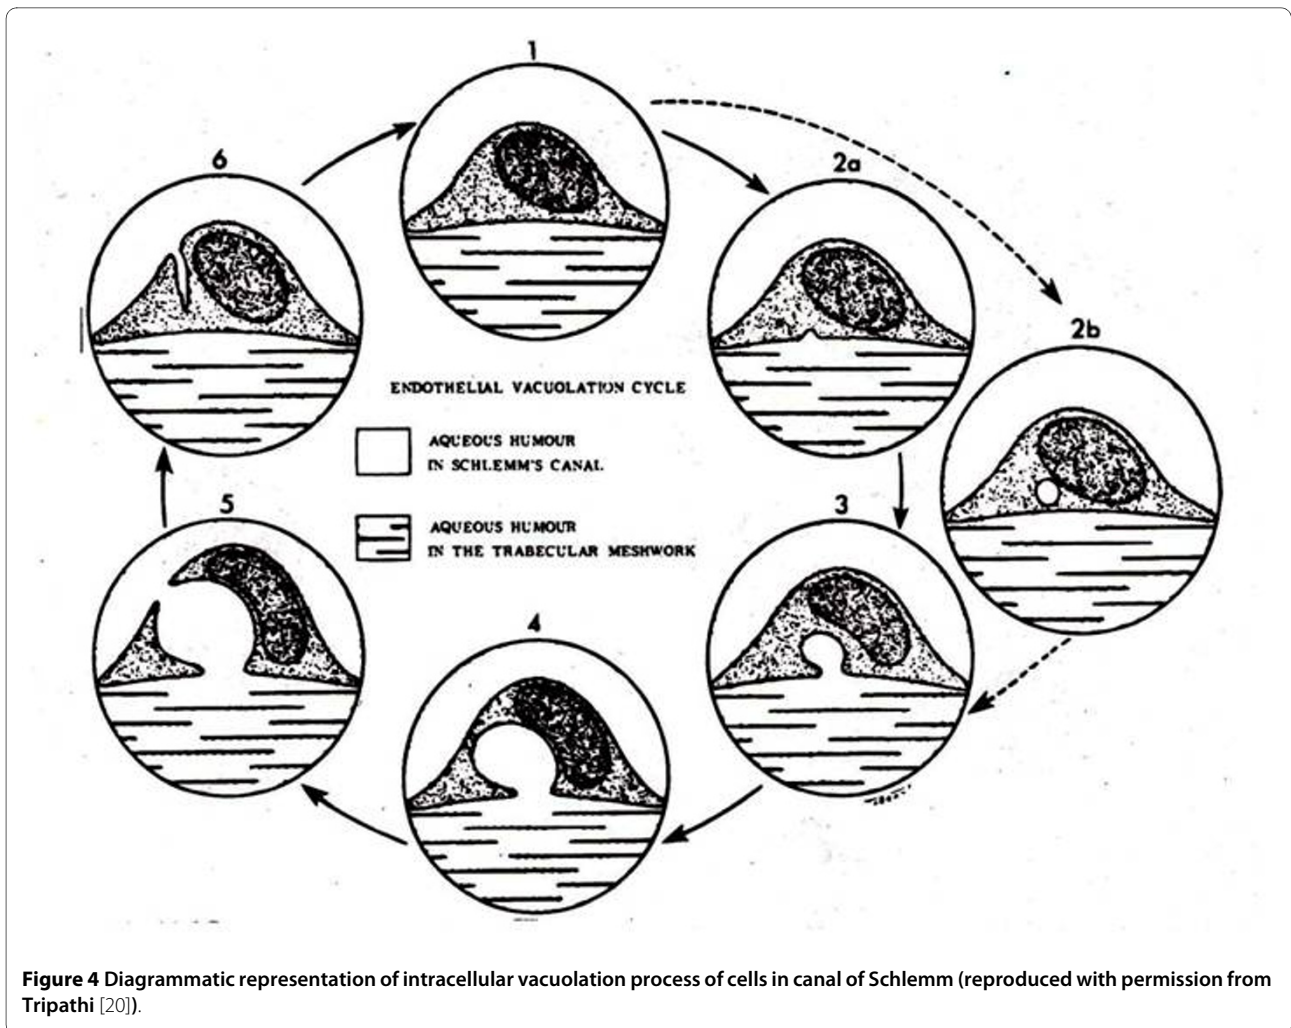 1
6
2a
2b
ENDOTHELIAL VACUOLATION CYCLE
AQUEOUS HUMOUR
IN SCHLEMM'S CANAL
5
3
AQUEOUS HUMOUR
IN THE TRABECULAR MESHWORK
4
Figure 4 Diagrammatic representation of intracellular vacuolation process of cells in canal of Schlemm (reproduced with permission from
Tripathi [20]).